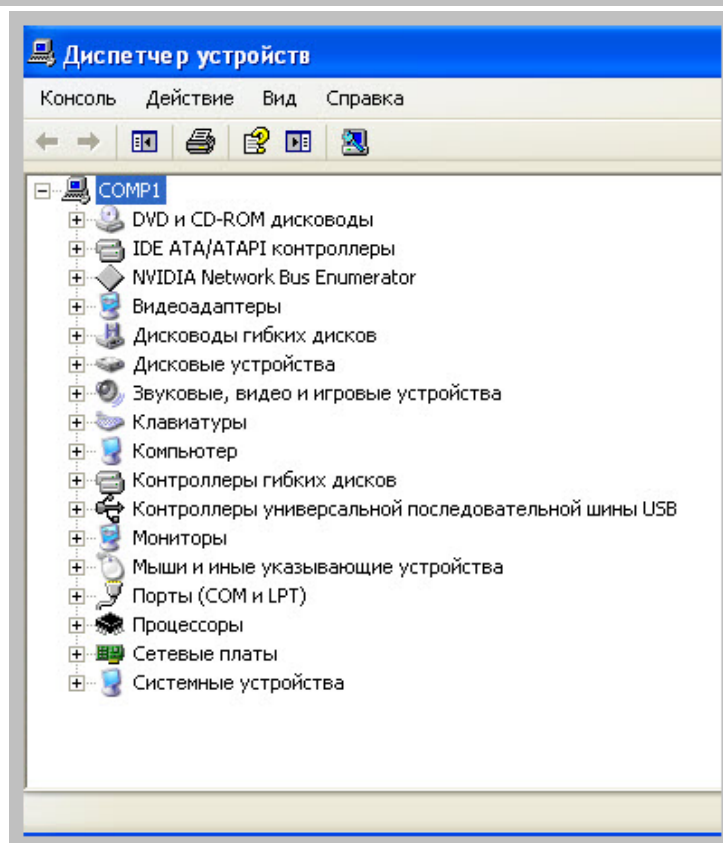 Диспетчер устройств
Консоль Действие Вид Справка
COMP1
DVD и CD-ROM дисководы
IDE ATA/ATAPI контроллеры
NVIDIA Network Bus Enumerator
Видеоадаптеры
Дисководы гибких дисков
Дисковые устройства
Звуковые, видео и игровые устройства
Клавиатуры
Компьютер
Контроллеры гибких дисков
Контроллеры универсальной последовательной шины USB
Мониторы
Мыши и иные указывающие устройства
Порты (COM и LPT)
Процессоры
Сетевые платы
Системные устройства